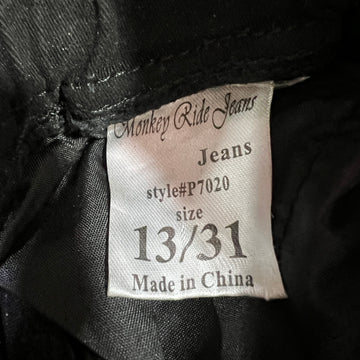 Monkey Ride Jeans
Jeans
style#P7020
size
13/31
Made in China